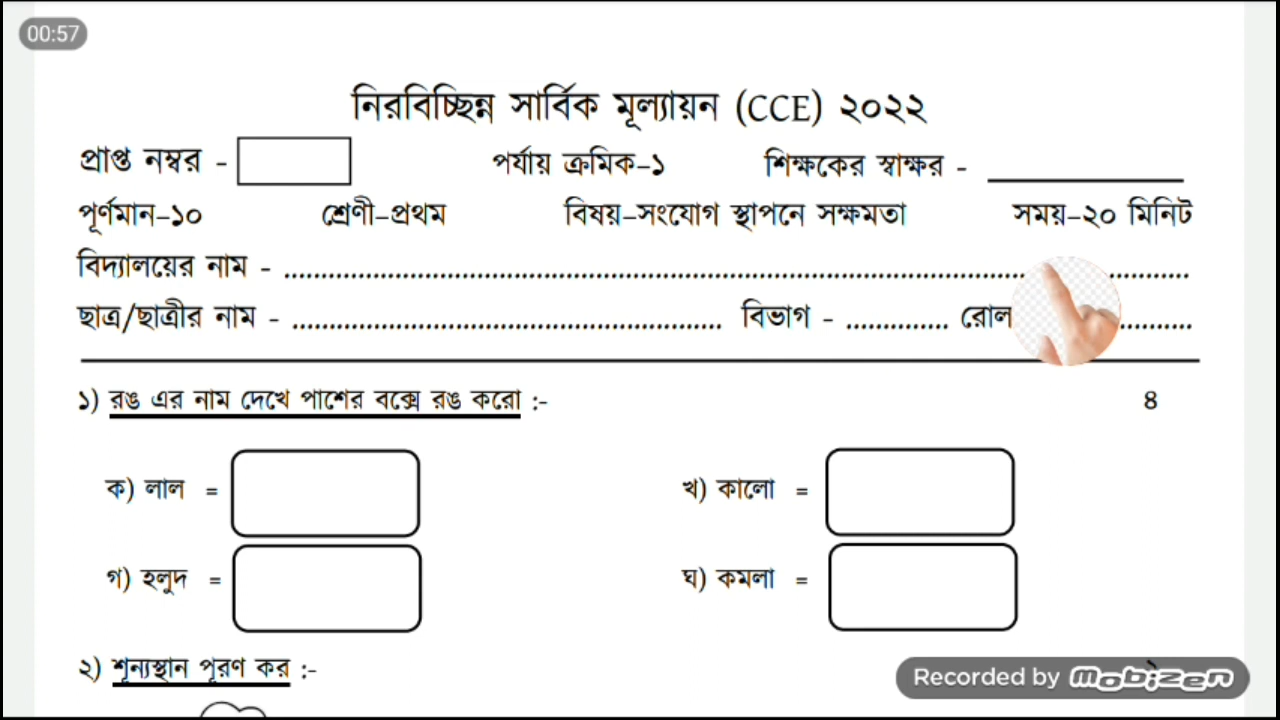 00:57
নিরবিচ্ছিন্ন সার্বিক মূল্যায়ন (CCE) ২০২২
প্রাপ্ত নম্বর - পর্যায় ক্রমিক-১ শিক্ষকের স্বাক্ষর -
পূর্ণমান-১০ শ্রেণী-প্রথম বিষয়-সংযোগ স্থাপনে সক্ষমতা সময়-২০ মিনিট
বিদ্যালয়ের নাম - ..........................................................................................
ছাত্র/ছাত্রীর নাম - .......................................................... বিভাগ - .............. রোল ..........
১) রঙ এর নাম দেখে পাশের বক্সে রঙ করো :- ৪
ক) লাল = খ) কালো =
গ) হলুদ = ঘ) কমলা =
২) শূন্যস্থান পূরণ কর :-
Recorded by Mobizen